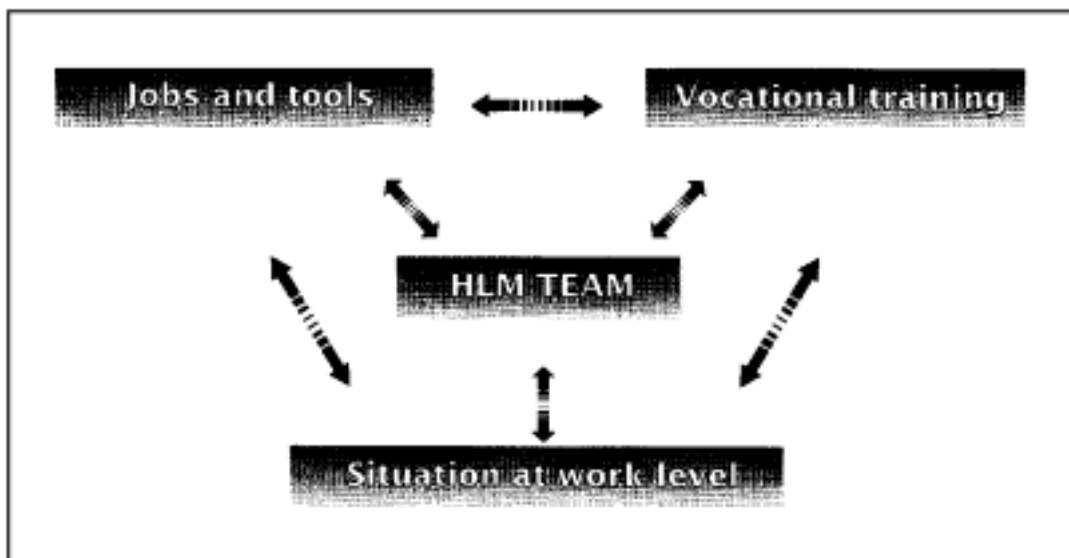 Jobs and tools
Vocational training
HLM TEAM
Situation at work level